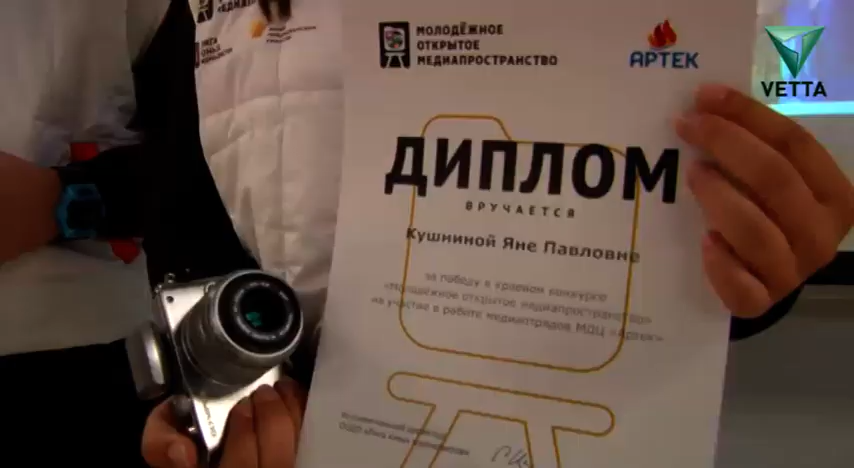 МОЛОДЁЖНОЕ
ОТКРЫТОЕ
МЕДИАПРОСТРАНСТВО
АРТЕК
VETTA
ДИПЛОМ
ВРУЧАЕТСЯ
Кушниной Яне Павловне
за победу в краевом конкурсе
«Молодёжное открытое медиапространство»
на участие в работе медиаотрядов МДЦ «Артек»
OLYMPUS